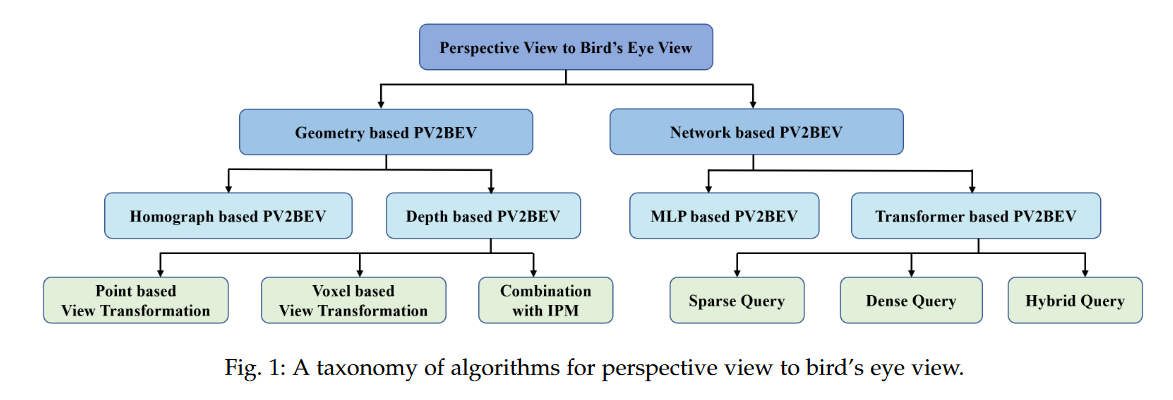 Perspective View to Bird's Eye View
Geometry based PV2BEV
Network based PV2BEV
Homograph based PV2BEV
Depth based PV2BEV
MLP based PV2BEV
Transformer based PV2BEV
Point based
View Transformation
Voxel based
View Transformation
Combination
with IPM
Sparse Query
Dense Query
Hybrid Query
Fig. 1: A taxonomy of algorithms for perspective view to bird's eye view.